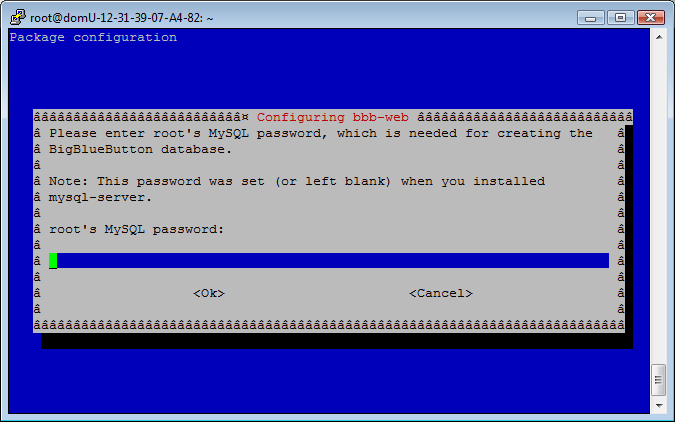 root@domU-12-31-39-07-A4-82: ~
Package configuration
âââââââââââââââââââââââââ¤ Configuring bbb-web âââââââââââââââââââââââââââ
â Please enter root's MySQL password, which is needed for creating the â
â BigBlueButton database. â
â â
â Note: This password was set (or left blank) when you installed â
â mysql-server. â
â â
â root's MySQL password: â
â â
â â
â â
â <Ok> <Cancel> â
â â
ââââââââââââââââââââââââââââââââââââââââââââââââââââââââââââââââââââââââââ